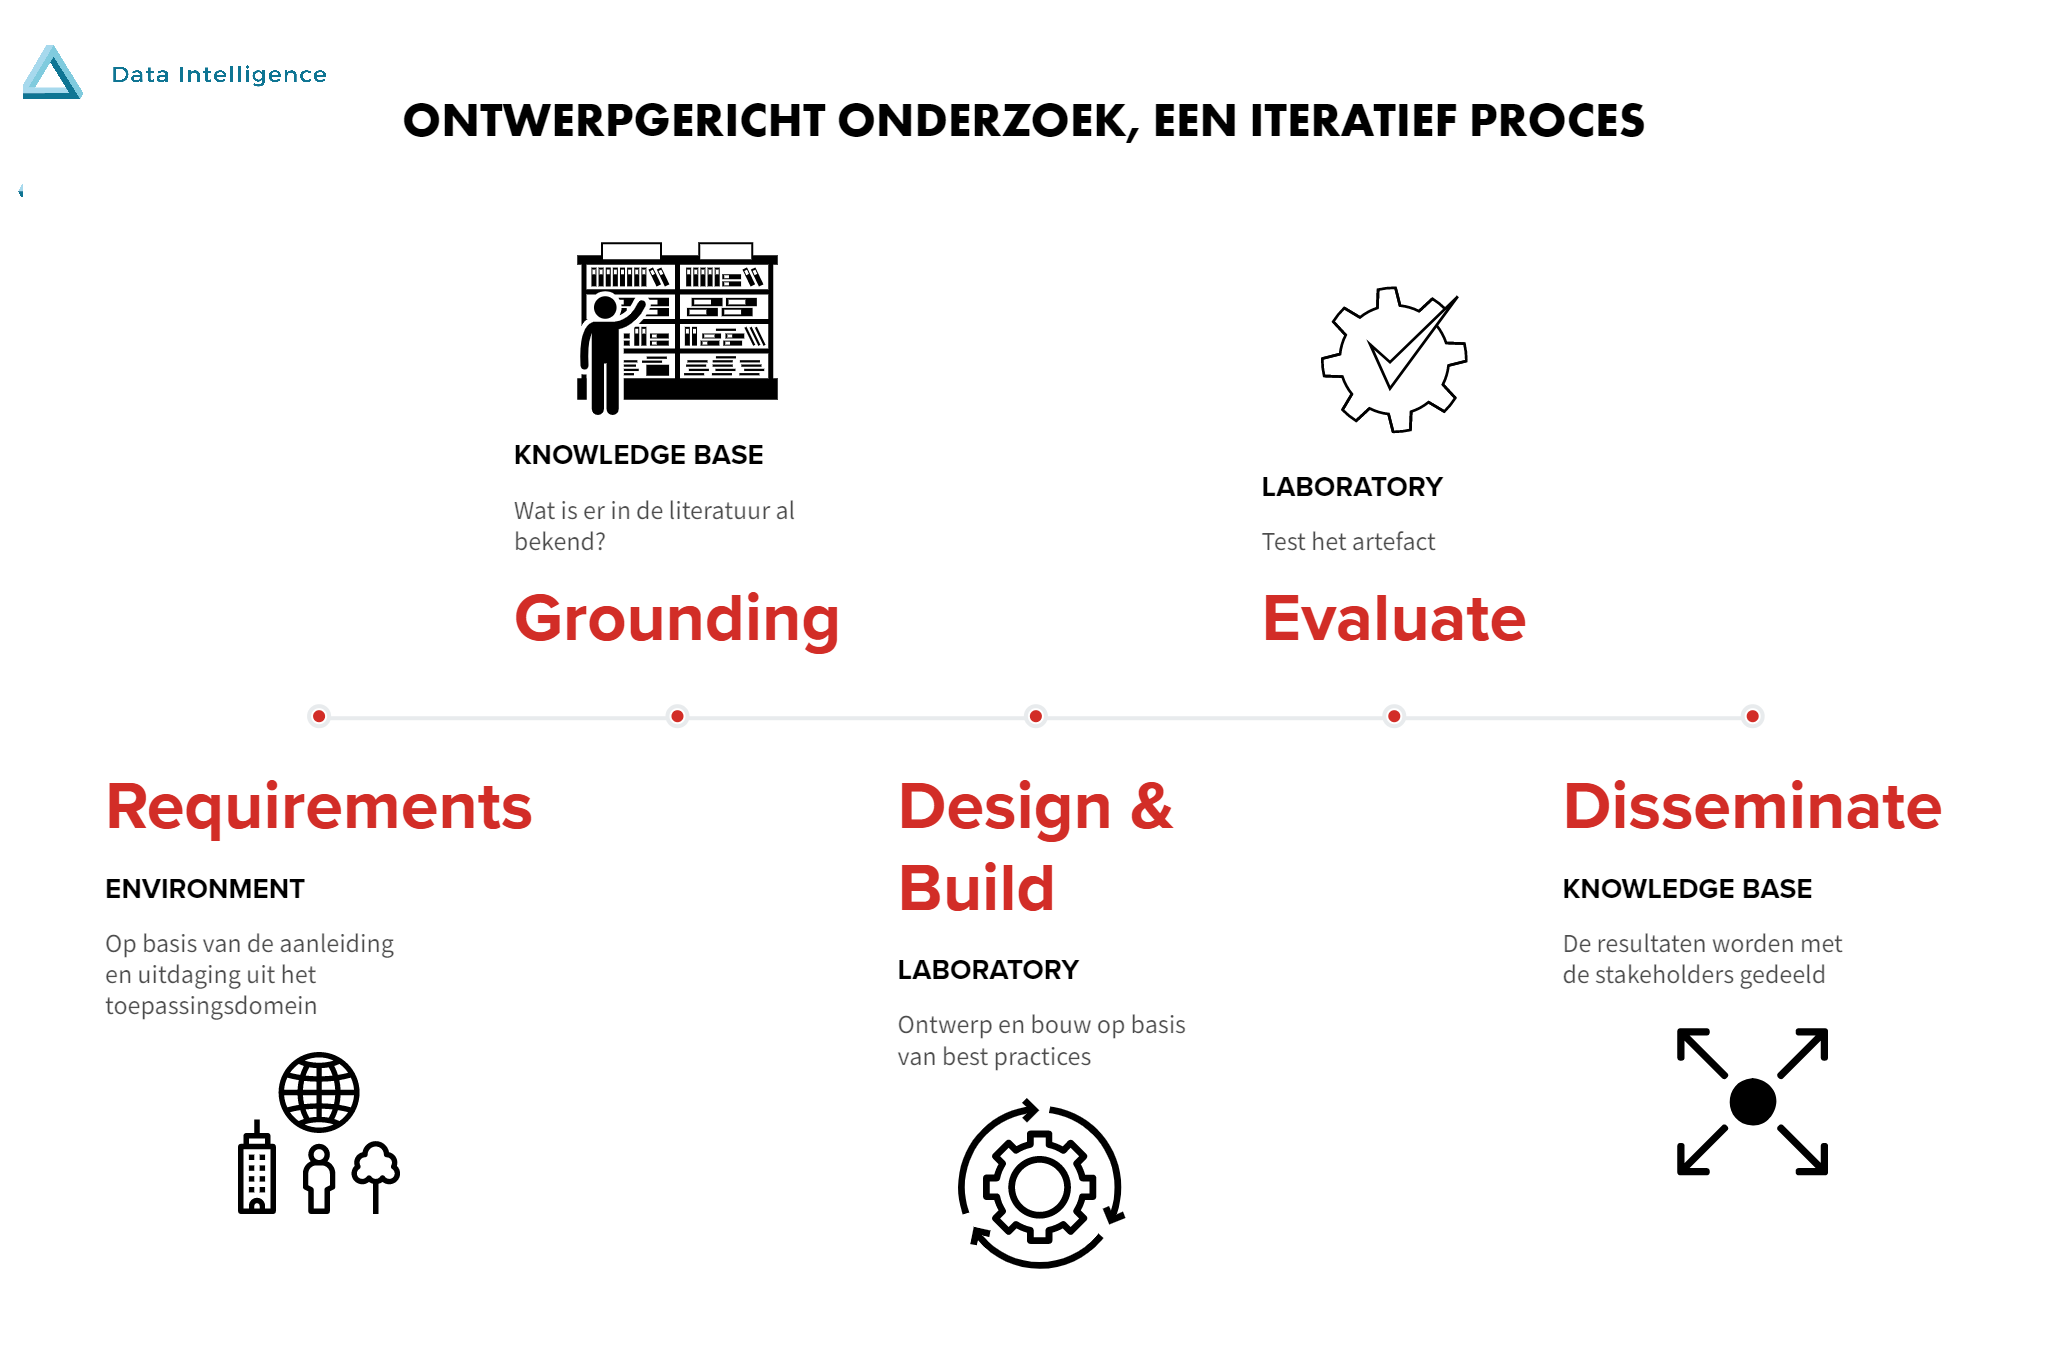 Data Intelligence
ONTWERPGERICHT ONDERZOEK, EEN ITERATIEF PROCES
KNOWLEDGE BASE
Wat is er in de literatuur al
bekend?
Grounding
LABORATORY
Test het artefact
Evaluate
Requirements
ENVIRONMENT
Op basis van de aanleiding
en uitdaging uit het
toepassingsdomein
Design &
Build
LABORATORY
Ontwerp en bouw op basis
van best practices
Disseminate
KNOWLEDGE BASE
De resultaten worden met
de stakeholders gedeeld